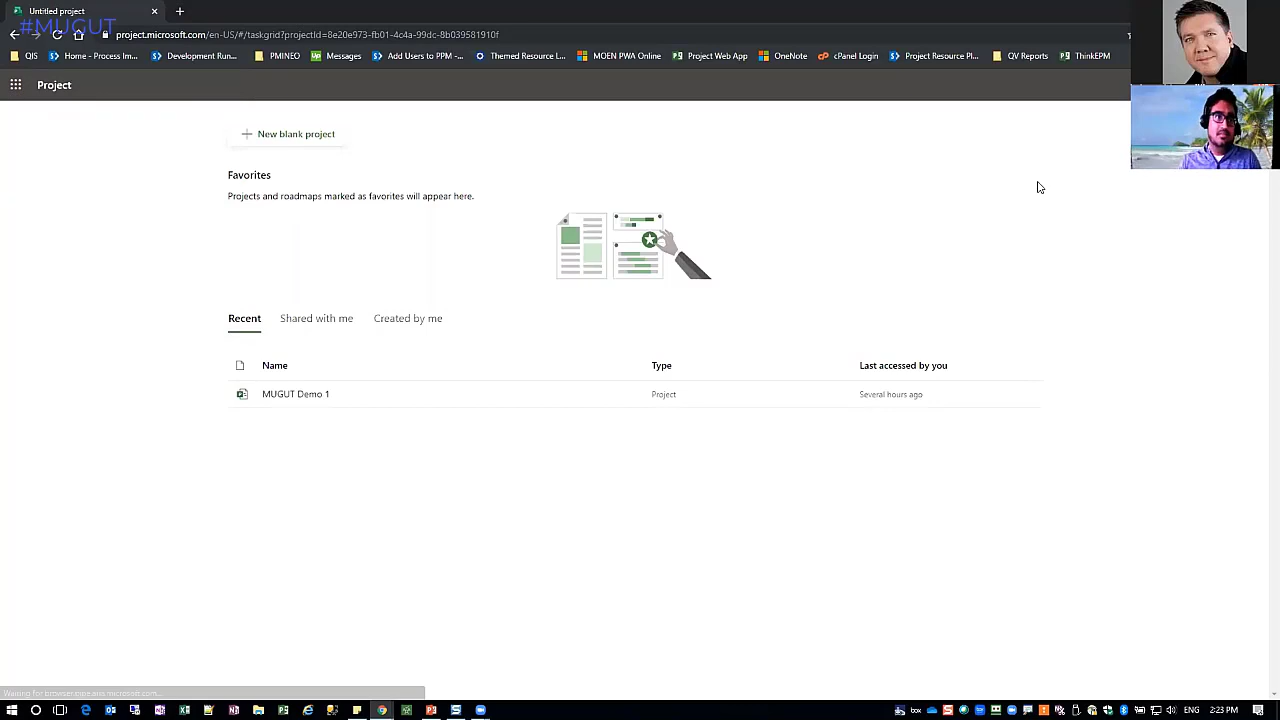 Untitled project
#MUGUT
project.microsoft.com/en-US/#/taskgrid?projectId=8e20e973-fb01-4c4a-99dc-8b039581910f
QIS
Home - Process Im...
Development Run...
PMINEO
Messages
Add Users to PPM -...
Themed Resource L...
MOEN PWA Online
Project Web App
OneNote
cPanel Login
Project Resource Pl...
QV Reports
ThinkEPM
Project
New blank project
Favorites
Projects and roadmaps marked as favorites will appear here.
Recent Shared with me Created by me
Name Type Last accessed by you
MUGUT Demo 1 Project Several hours ago
ENG 2:23 PM